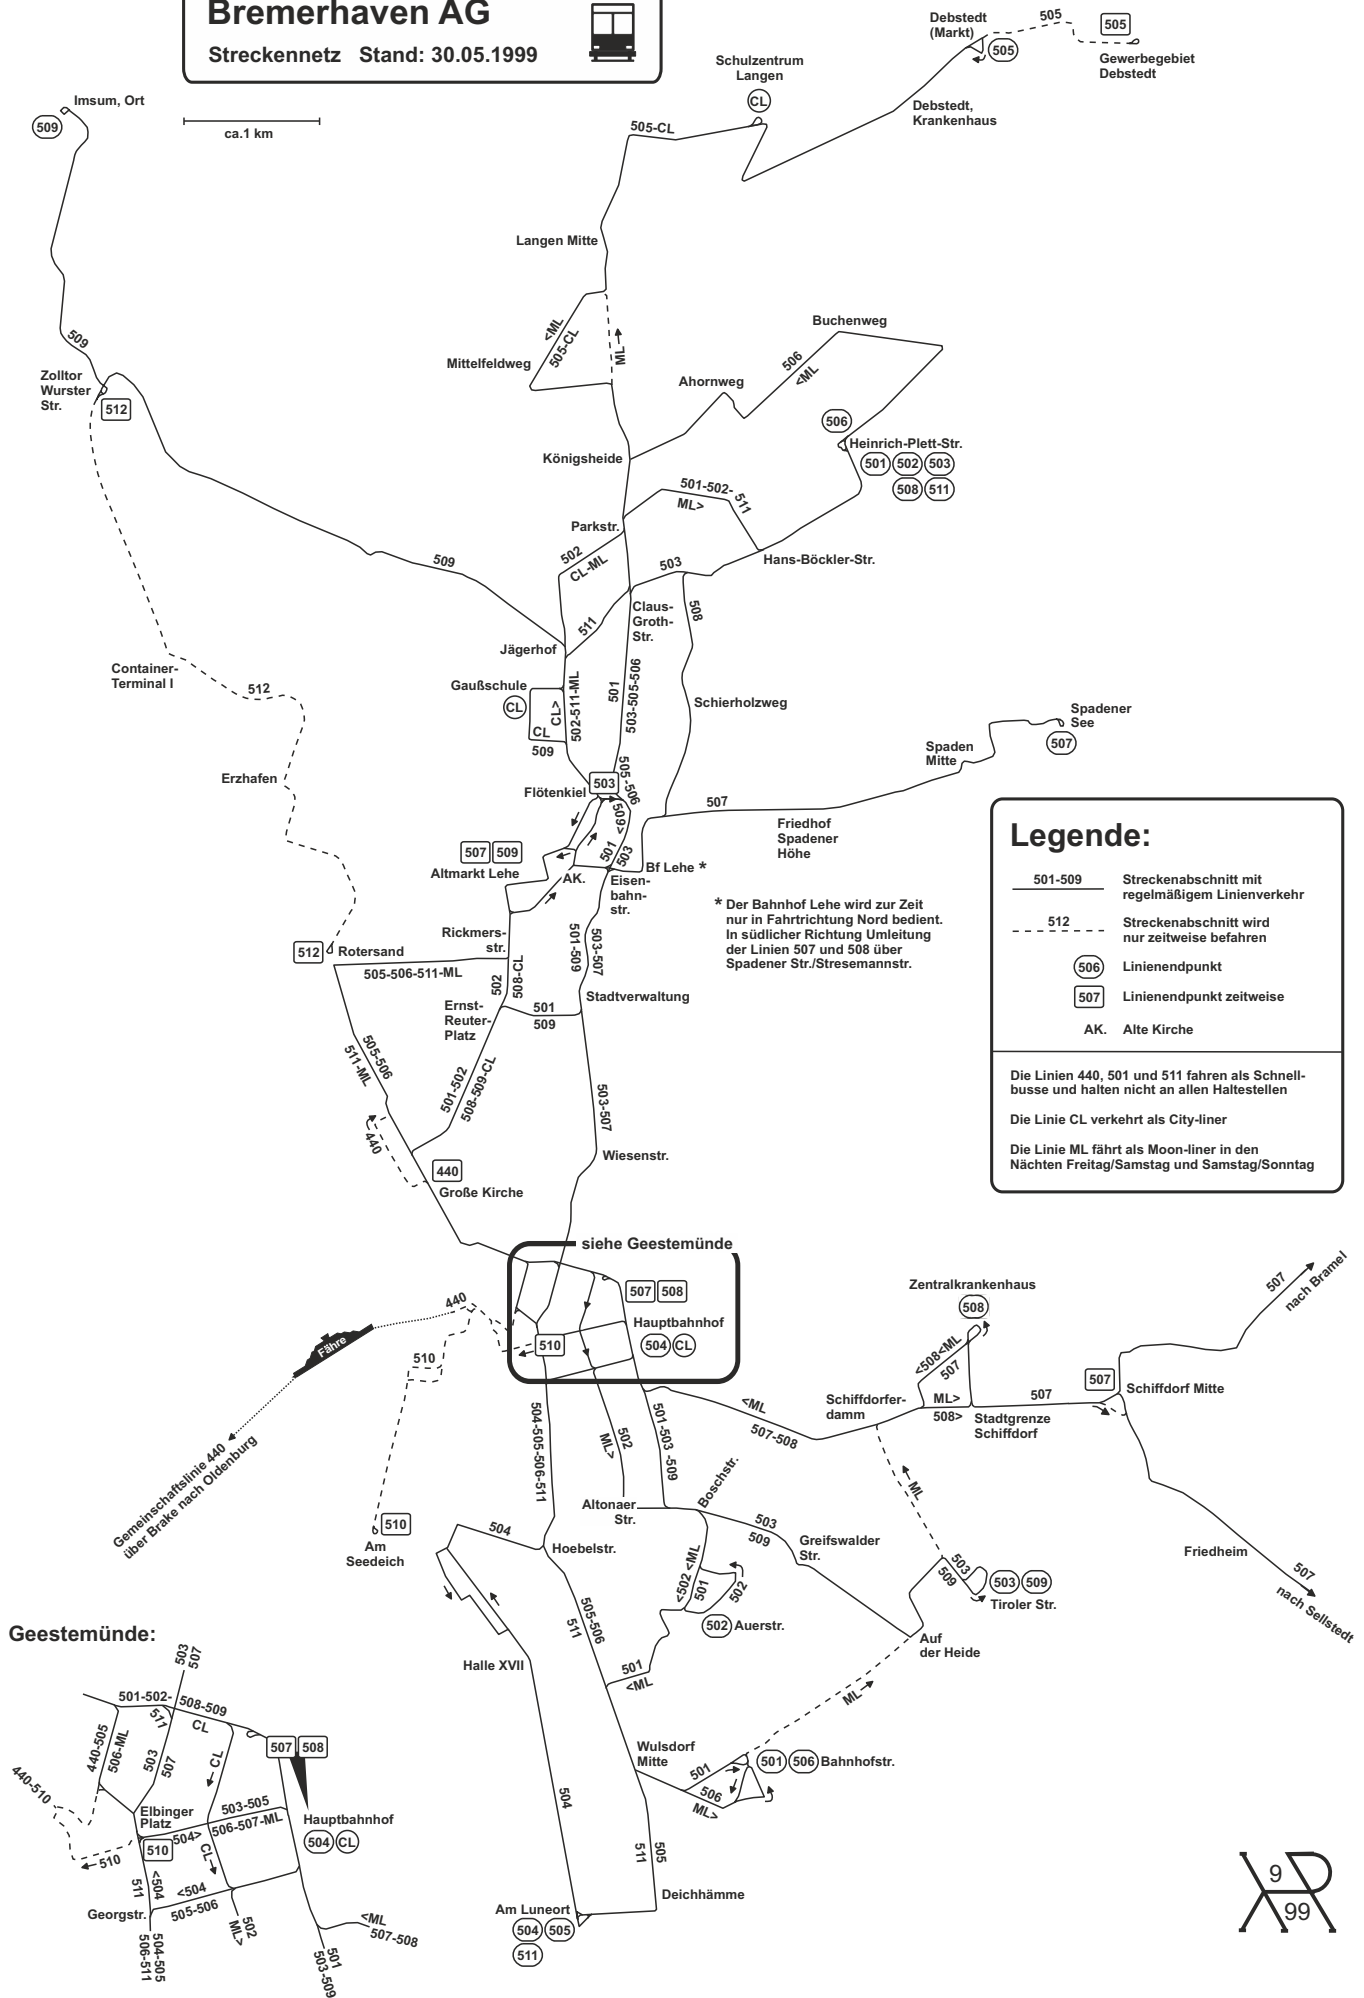 Bremerhaven AG
Streckennetz Stand: 30.05.1999
505
505
Debstedt
(Markt)
505
Gewerbegebiet
Debstedt
Schulzentrum
Langen
CL
Debstedt,
Krankenhaus
Imsum, Ort
509
ca.1 km
505-CL
Langen Mitte
509
<ML
505-CL
ML
Mittelfeldweg
Buchenweg
506
<ML
Ahornweg
Zolltor
Wurster
Str.
512
506
Heinrich-Plett-Str.
501 502 503
508 511
Königsheide
501-502-511
ML>
Parkstr.
502
CL-ML
503
Hans-Böckler-Str.
509
508
Claus-
Groth-
Str.
511
Jägerhof
Container-
Terminal I
512
Gaußschule
CL
CL>
CL
509
502-511-ML
501
503-505-506
Schierholzweg
Spadener
See
507
Spaden
Mitte
Erzhafen
503
505-506
Flötenkiel
509>
507
Friedhof
Spadener
Höhe
507 509
Altmarkt Lehe
501
503
AK.
Bf Lehe *
Eisen-
bahn-
str.
* Der Bahnhof Lehe wird zur Zeit
nur in Fahrtrichtung Nord bedient.
In südlicher Richtung Umleitung
der Linien 507 und 508 über
Spadener Str./Stresemannstr.
Legende:
501-509
Streckenabschnitt mit
regelmäßigem Linienverkehr
512
Streckenabschnitt wird
nur zeitweise befahren
506
Linienendpunkt
507
Linienendpunkt zeitweise
AK. Alte Kirche
Die Linien 440, 501 und 511 fahren als Schnell-
busse und halten nicht an allen Haltestellen
Die Linie CL verkehrt als City-liner
Die Linie ML fährt als Moon-liner in den
Nächten Freitag/Samstag und Samstag/Sonntag
Rickmers-
str.
512
Rotersand
505-506-511-ML
502
508-CL
501-509
503-507
Stadtverwaltung
Ernst-
Reuter-
Platz
501
509
505-506
511-ML
501-502
508-509-CL
503-507
440
440
Große Kirche
Wiesenstr.
siehe Geestemünde
507 508
Hauptbahnhof
504 CL
510
440
Fähre
510
Gemeinschaftslinie 440
über Brake nach Oldenburg
510
Am
Seedeich
Zentralkrankenhaus
508
<508<ML
507
ML>
508>
Schiffdorfer-
damm
Stadtgrenze
Schiffdorf
507
507
Schiffdorf Mitte
507
nach Bramel
<ML
507-508
504-505-506-511
502
ML>
501-503-509
Boschstr.
ML
Altonaer
Str.
503
509
Greifswalder
Str.
504
Hoebelstr.
<502<ML
501
502
502 Auerstr.
503
509
503 509
Tiroler Str.
Friedheim
507
nach Sellstedt
505-506
511
Auf
der Heide
Geestemünde:
Halle XVII
501
<ML
ML
Wulsdorf
Mitte
501
506
ML>
501 506 Bahnhofstr.
504
511
505
Deichhämme
Am Luneort
504 505
511
503
507
501-502-511
508-509
CL
440-505
506-ML
503
507
CL
507 508
440-510
Elbinger
Platz
503-505
506-507-ML
Hauptbahnhof
504 CL
504>
510
510
CL
511
<504
<504
505-506
Georgstr.
506-511
504-505
502
ML>
<ML
507-508
501
503-509
9
99